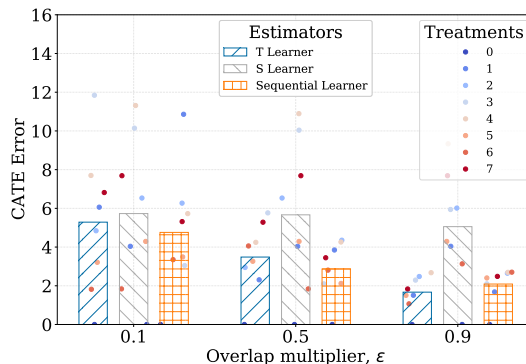 16
14
12
10
8
6
4
2
0
CATE Error
0.1
0.5
0.9
Overlap multiplier, ε
Estimators
T Learner
S Learner
Sequential Learner
Treatments
0
1
2
3
4
5
6
7